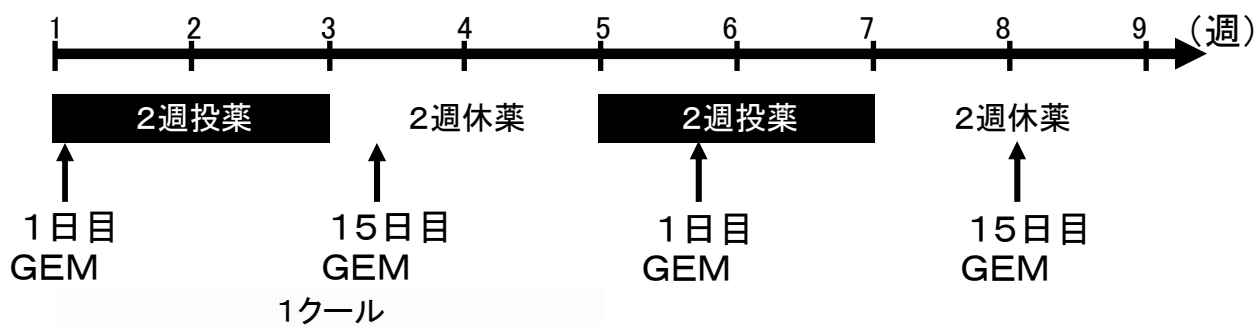 1 2 3 4 5 6 7 8 9 (週)
2週投薬 2週休薬 2週投薬 2週休薬
1日目 15日目 1日目 15日目
GEM GEM GEM GEM
1クール